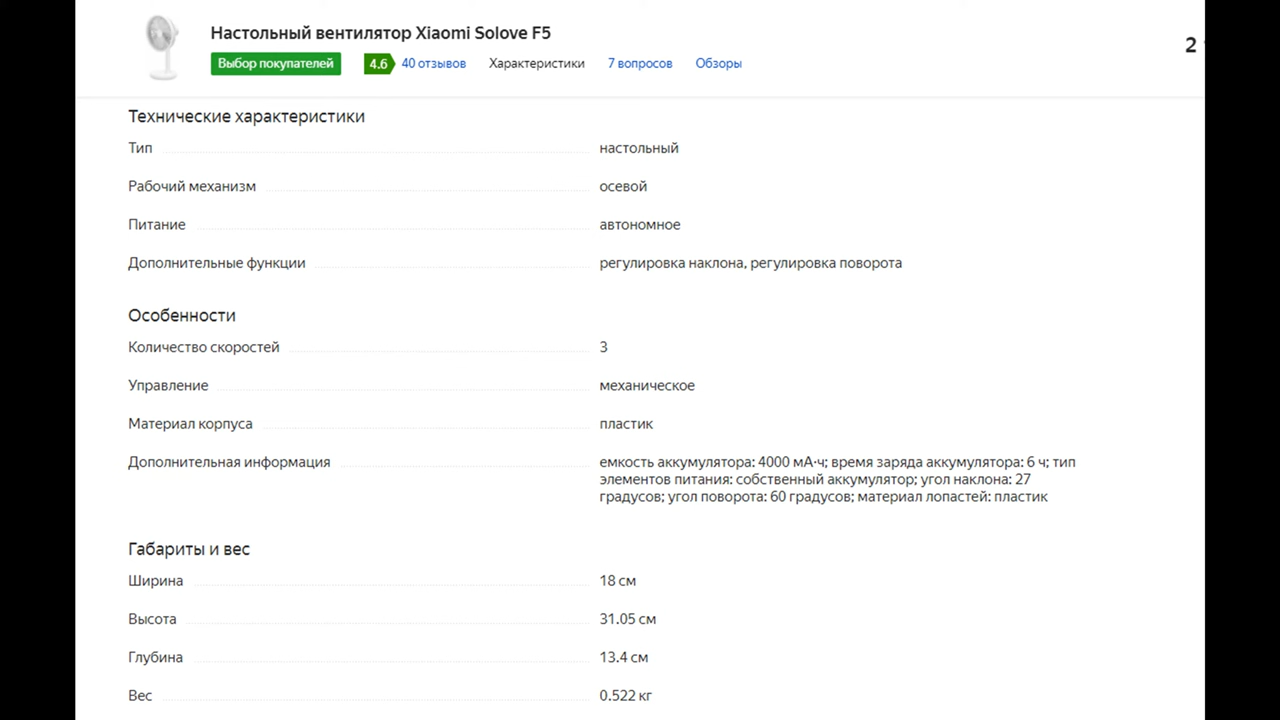 Настольный вентилятор Xiaomi Solove F5
Выбор покупателей 4.6 40 отзывов Характеристики 7 вопросов Обзоры
2
Технические характеристики
Тип настольный
Рабочий механизм осевой
Питание автономное
Дополнительные функции регулировка наклона, регулировка поворота
Особенности
Количество скоростей 3
Управление механическое
Материал корпуса пластик
Дополнительная информация емкость аккумулятора: 4000 мА·ч; время заряда аккумулятора: 6 ч; тип
элементов питания: собственный аккумулятор; угол наклона: 27
градусов; угол поворота: 60 градусов; материал лопастей: пластик
Габариты и вес
Ширина 18 см
Высота 31.05 см
Глубина 13.4 см
Вес 0.522 кг